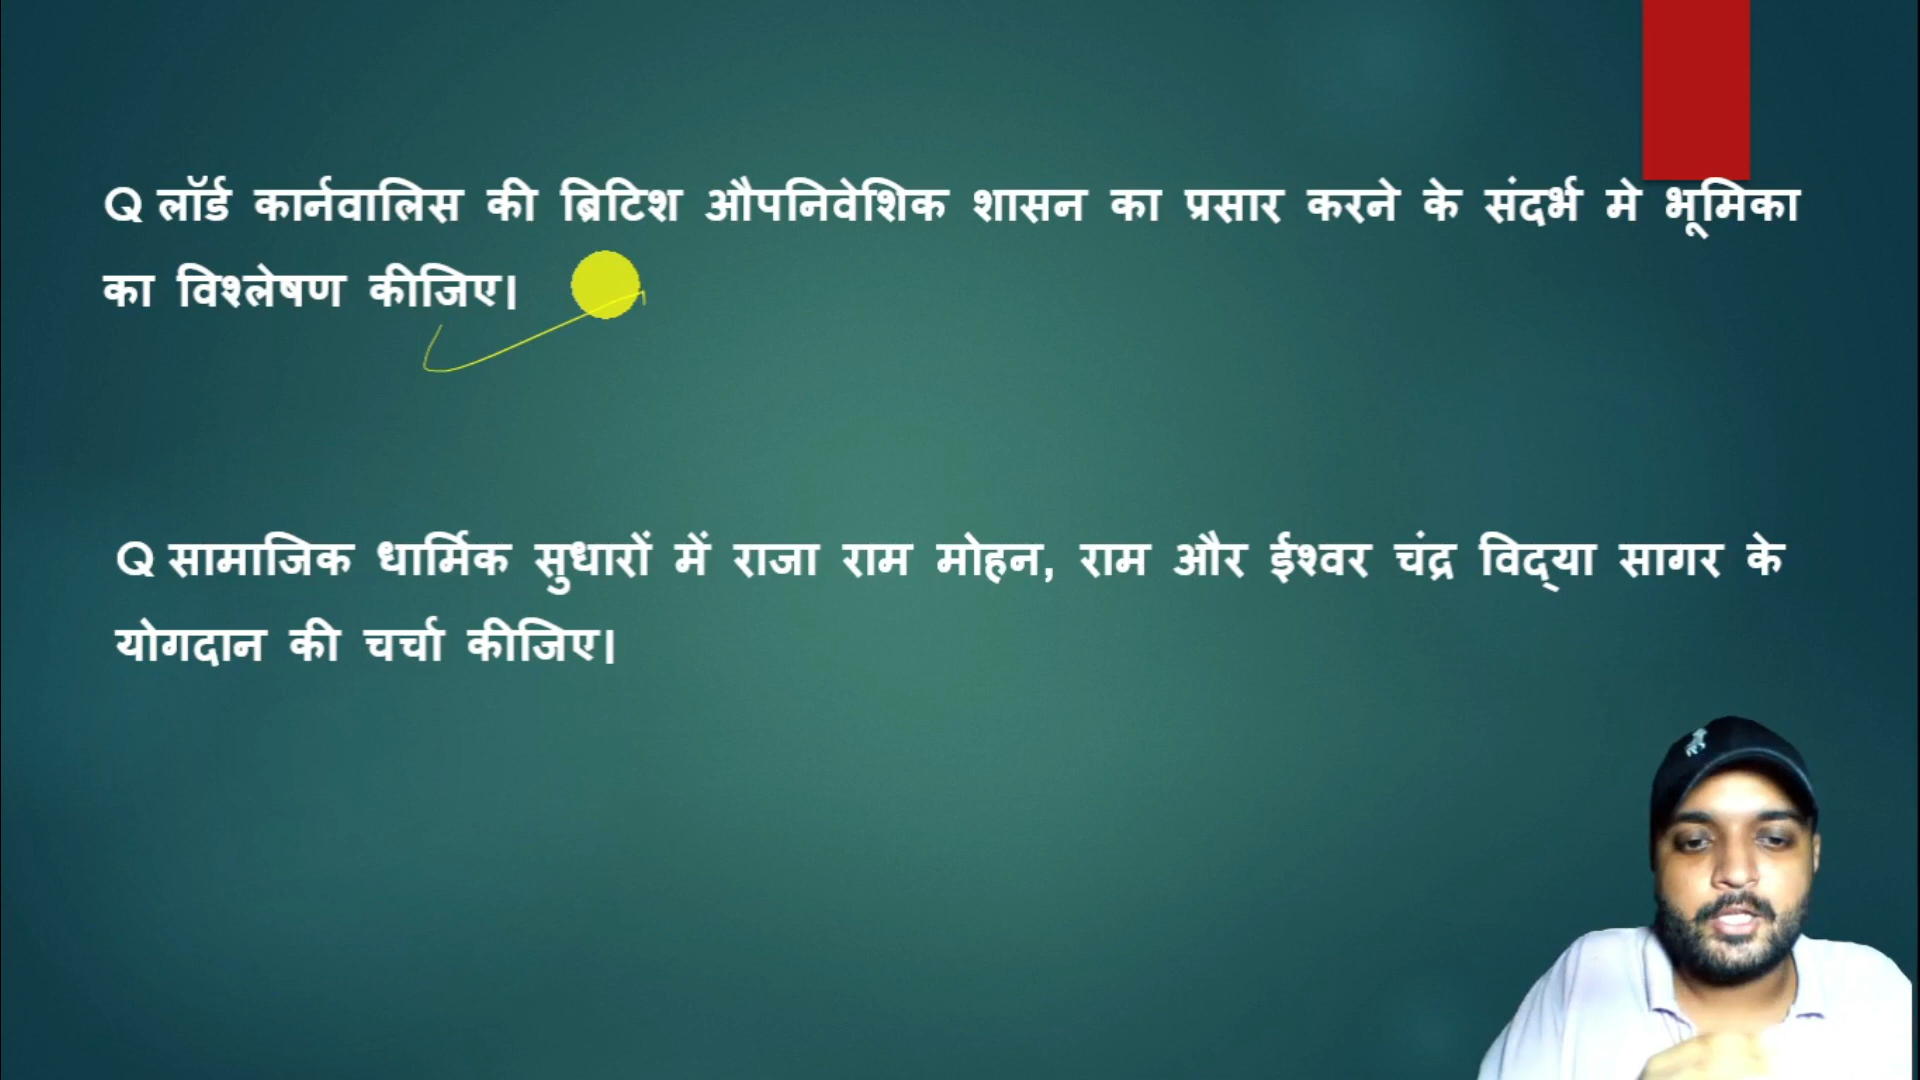 Q लॉर्ड कार्नवालिस की ब्रिटिश औपनिवेशिक शासन का प्रसार करने के संदर्भ मे भूमिका
का विश्लेषण कीजिए।
Q सामाजिक धार्मिक सुधारों में राजा राम मोहन, राम और ईश्वर चंद्र विद्‌या सागर के
योगदान की चर्चा कीजिए।